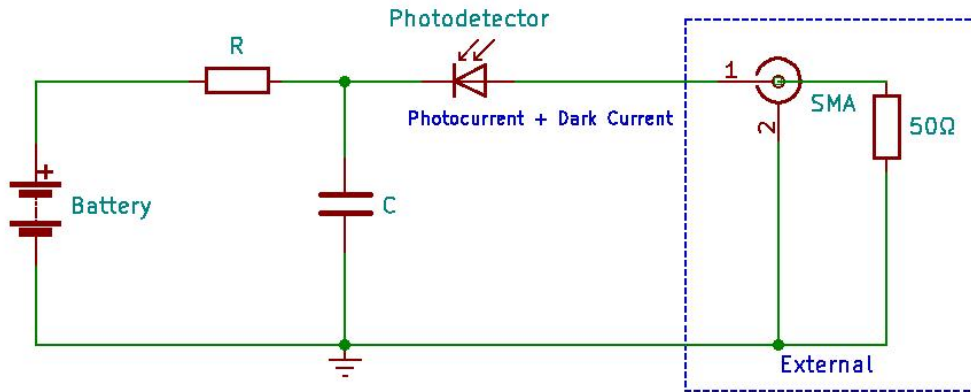 Photodetector
R
1
SMA
Photocurrent + Dark Current
2
50Ω
+
Battery
C
External